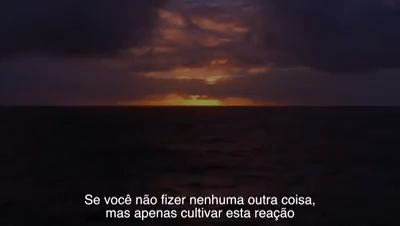 Se você não fizer nenhuma outra coisa,
mas apenas cultivar esta reação